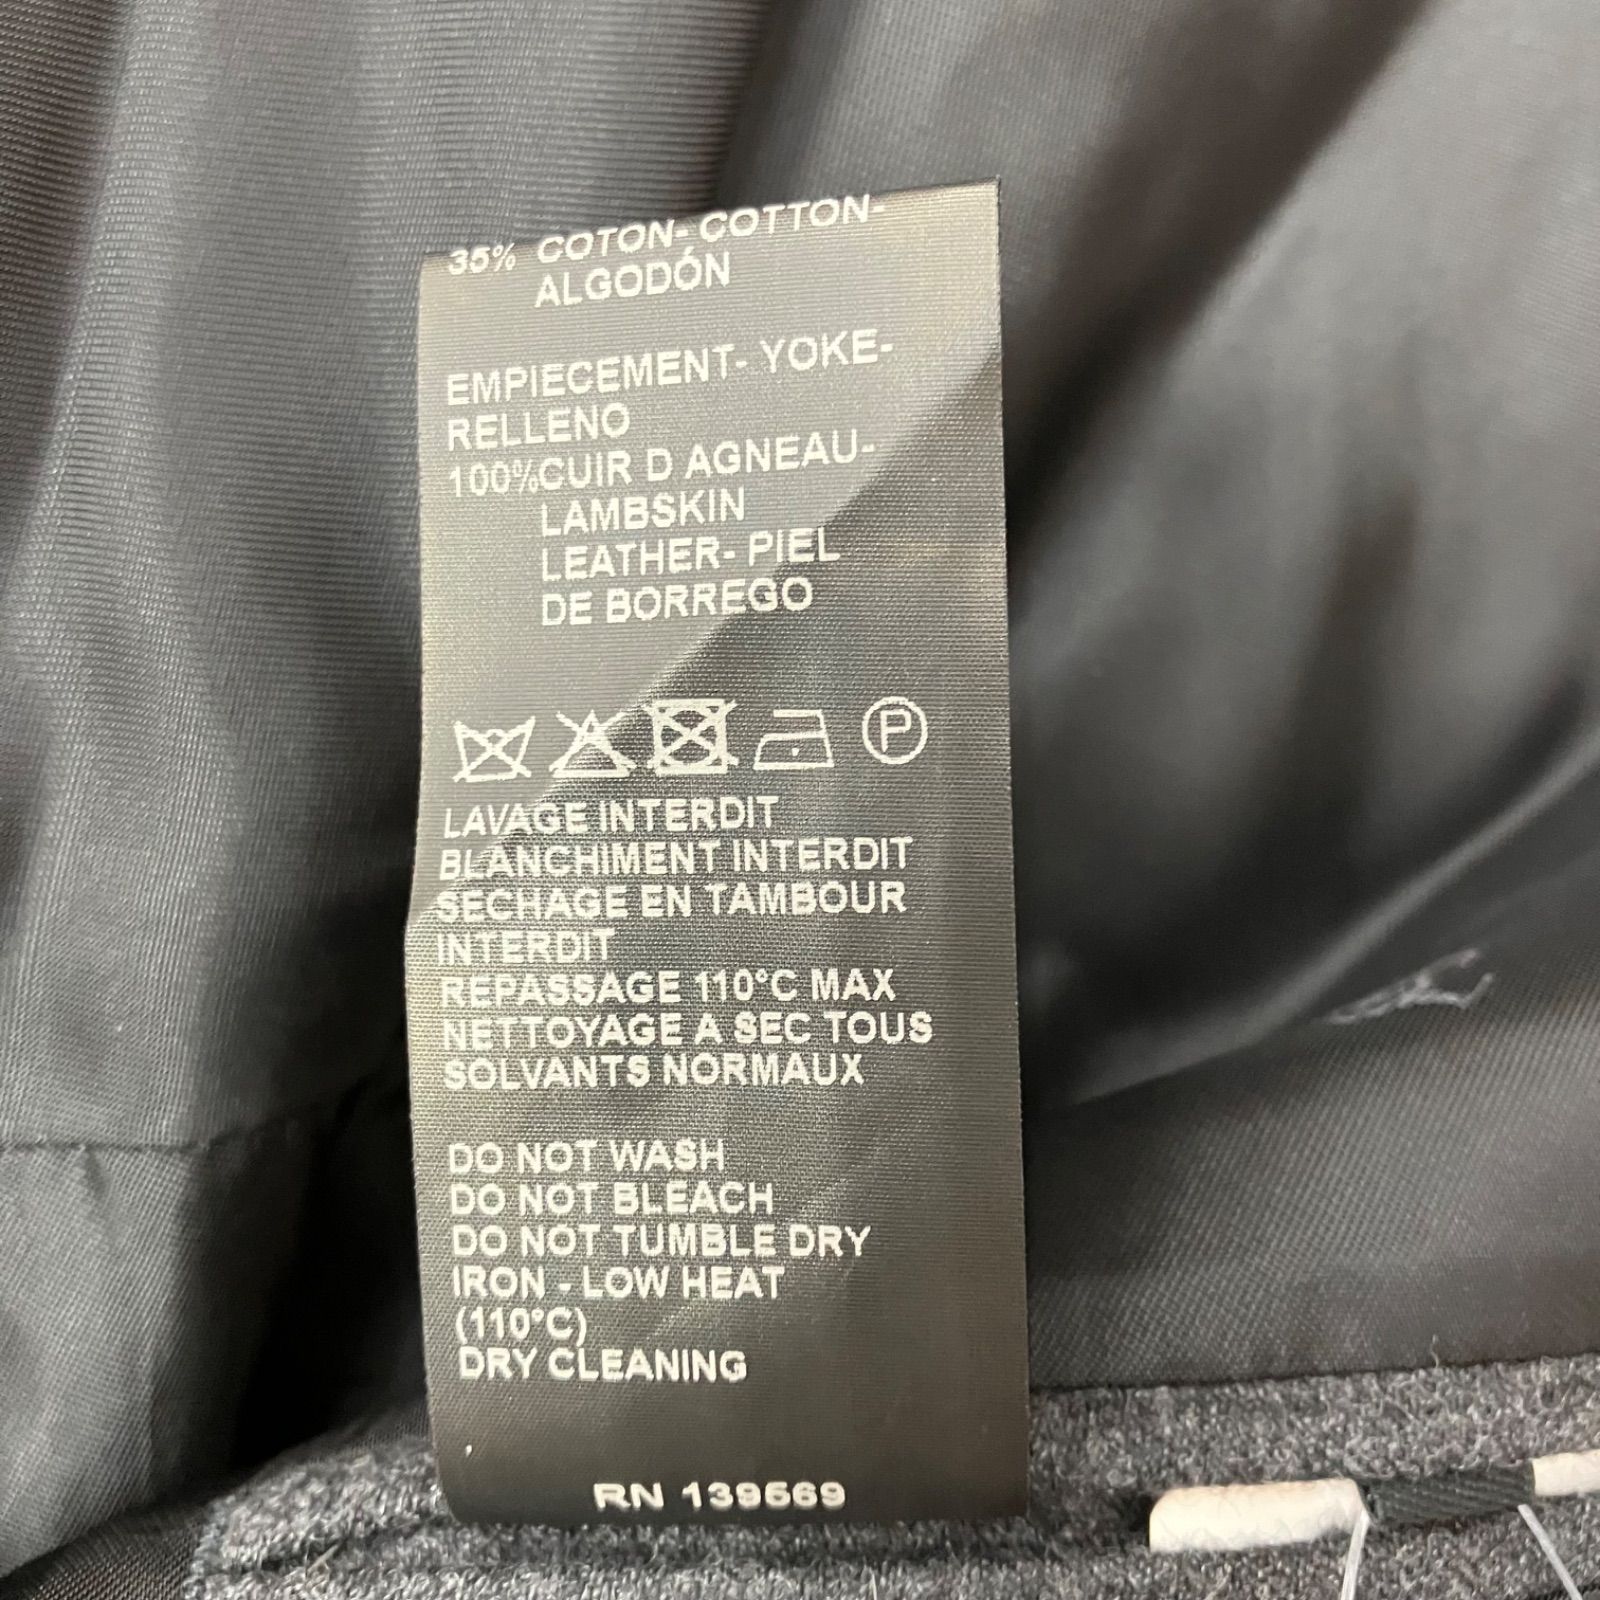 35% COTON- COTTON-
ALGODÓN
EMPIECEMENT- YOKE-
RELLENO
100%CUIR D AGNEAU-
LAMBSKIN
LEATHER- PIEL
DE BORREGO
P
LAVAGE INTERDIT
BLANCHIMENT INTERDIT
SECHAGE EN TAMBOUR
INTERDIT
REPASSAGE 110°C MAX
NETTOYAGE A SEC TOUS
SOLVANTS NORMAUX
DO NOT WASH
DO NOT BLEACH
DO NOT TUMBLE DRY
IRON - LOW HEAT
(110°C)
DRY CLEANING
RN 139569